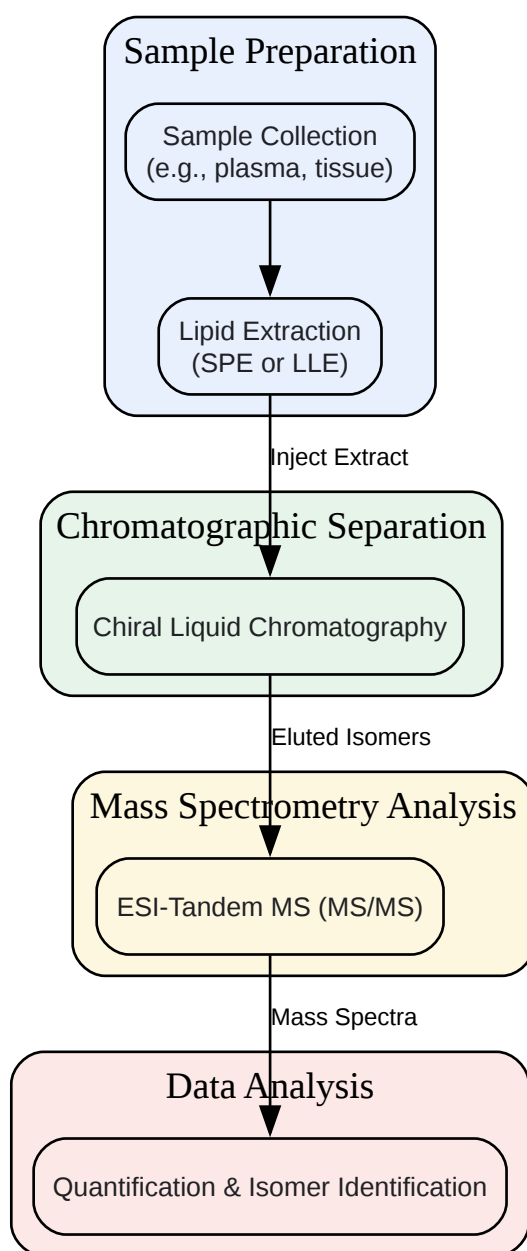 Sample Preparation
Sample Collection
(e.g., plasma, tissue)
Lipid Extraction
(SPE or LLE)
Inject Extract
Chromatographic Separation
Chiral Liquid Chromatography
Eluted Isomers
Mass Spectrometry Analysis
ESI-Tandem MS (MS/MS)
Mass Spectra
Data Analysis
Quantification & Isomer Identification